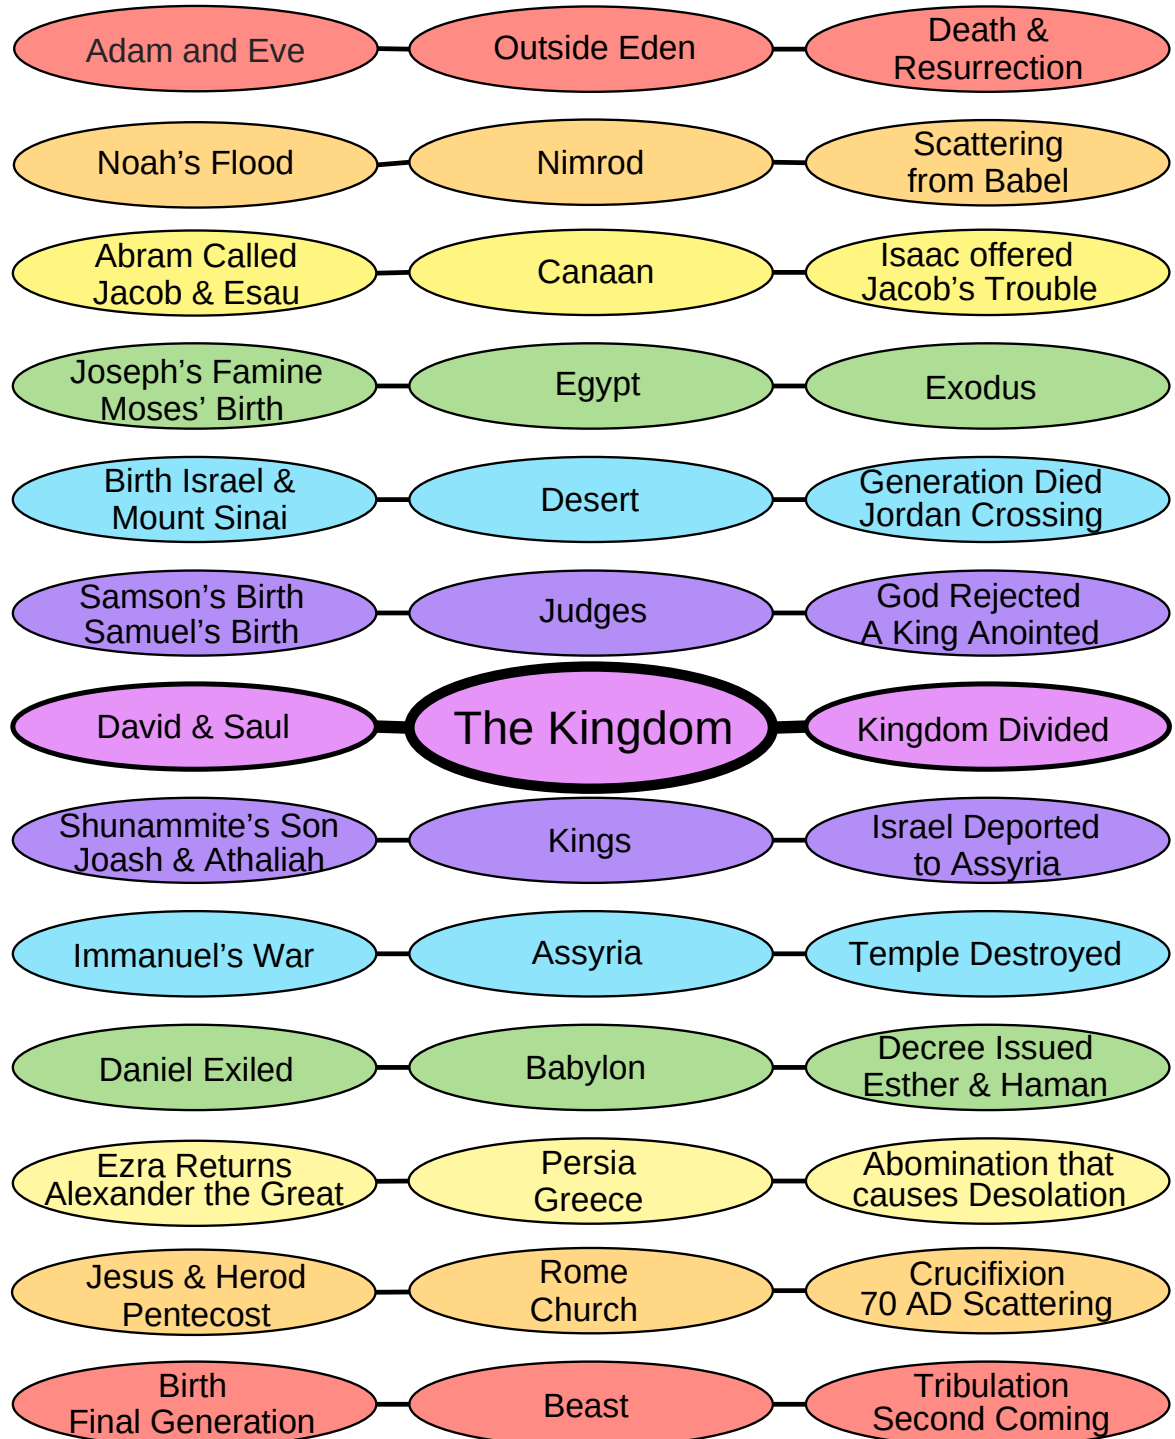 Adam and Eve
Outside Eden
Death &
Resurrection
Noah’s Flood
Nimrod
Scattering
from Babel
Abram Called
Jacob & Esau
Canaan
Isaac offered
Jacob’s Trouble
Joseph’s Famine
Moses’ Birth
Egypt
Exodus
Birth Israel &
Mount Sinai
Desert
Generation Died
Jordan Crossing
Samson’s Birth
Samuel’s Birth
Judges
God Rejected
A King Anointed
David & Saul
The Kingdom
Kingdom Divided
Shunammite’s Son
Joash & Athaliah
Kings
Israel Deported
to Assyria
Immanuel’s War
Assyria
Temple Destroyed
Daniel Exiled
Babylon
Decree Issued
Esther & Haman
Ezra Returns
Alexander the Great
Persia
Greece
Abomination that
causes Desolation
Jesus & Herod
Pentecost
Rome
Church
Crucifixion
70 AD Scattering
Birth
Final Generation
Beast
Tribulation
Second Coming